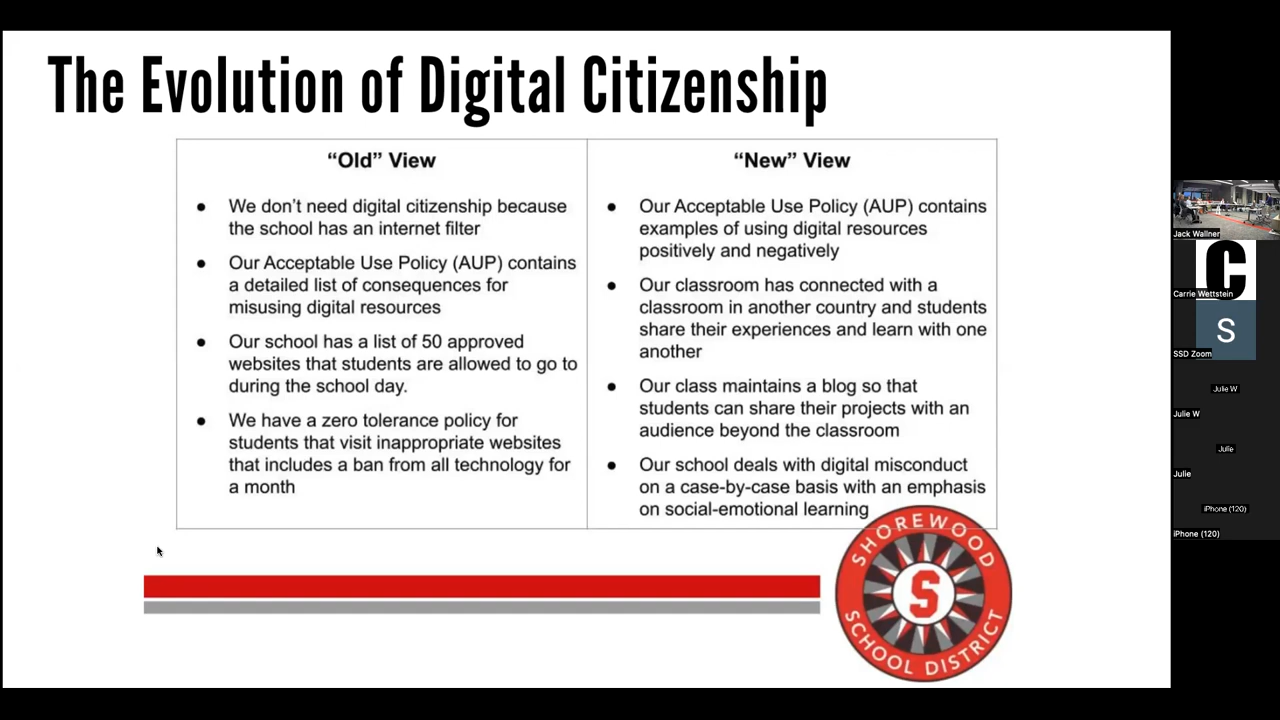 The Evolution of Digital Citizenship
“Old” View
● We don’t need digital citizenship because
the school has an internet filter
● Our Acceptable Use Policy (AUP) contains
a detailed list of consequences for
misusing digital resources
● Our school has a list of 50 approved
websites that students are allowed to go to
during the school day.
● We have a zero tolerance policy for
students that visit inappropriate websites
that includes a ban from all technology for
a month
“New” View
● Our Acceptable Use Policy (AUP) contains
examples of using digital resources
positively and negatively
● Our classroom has connected with a
classroom in another country and students
share their experiences and learn with one
another
● Our class maintains a blog so that
students can share their projects with an
audience beyond the classroom
● Our school deals with digital misconduct
on a case-by-case basis with an emphasis
on social-emotional learning
SHOREWOOD
S
SCHOOL DISTRICT
Jack Wallner
C
Carrie Wettstein
S
SSD Zoom
Julie W
Julie W
Julie
Julie
iPhone (120)
iPhone (120)